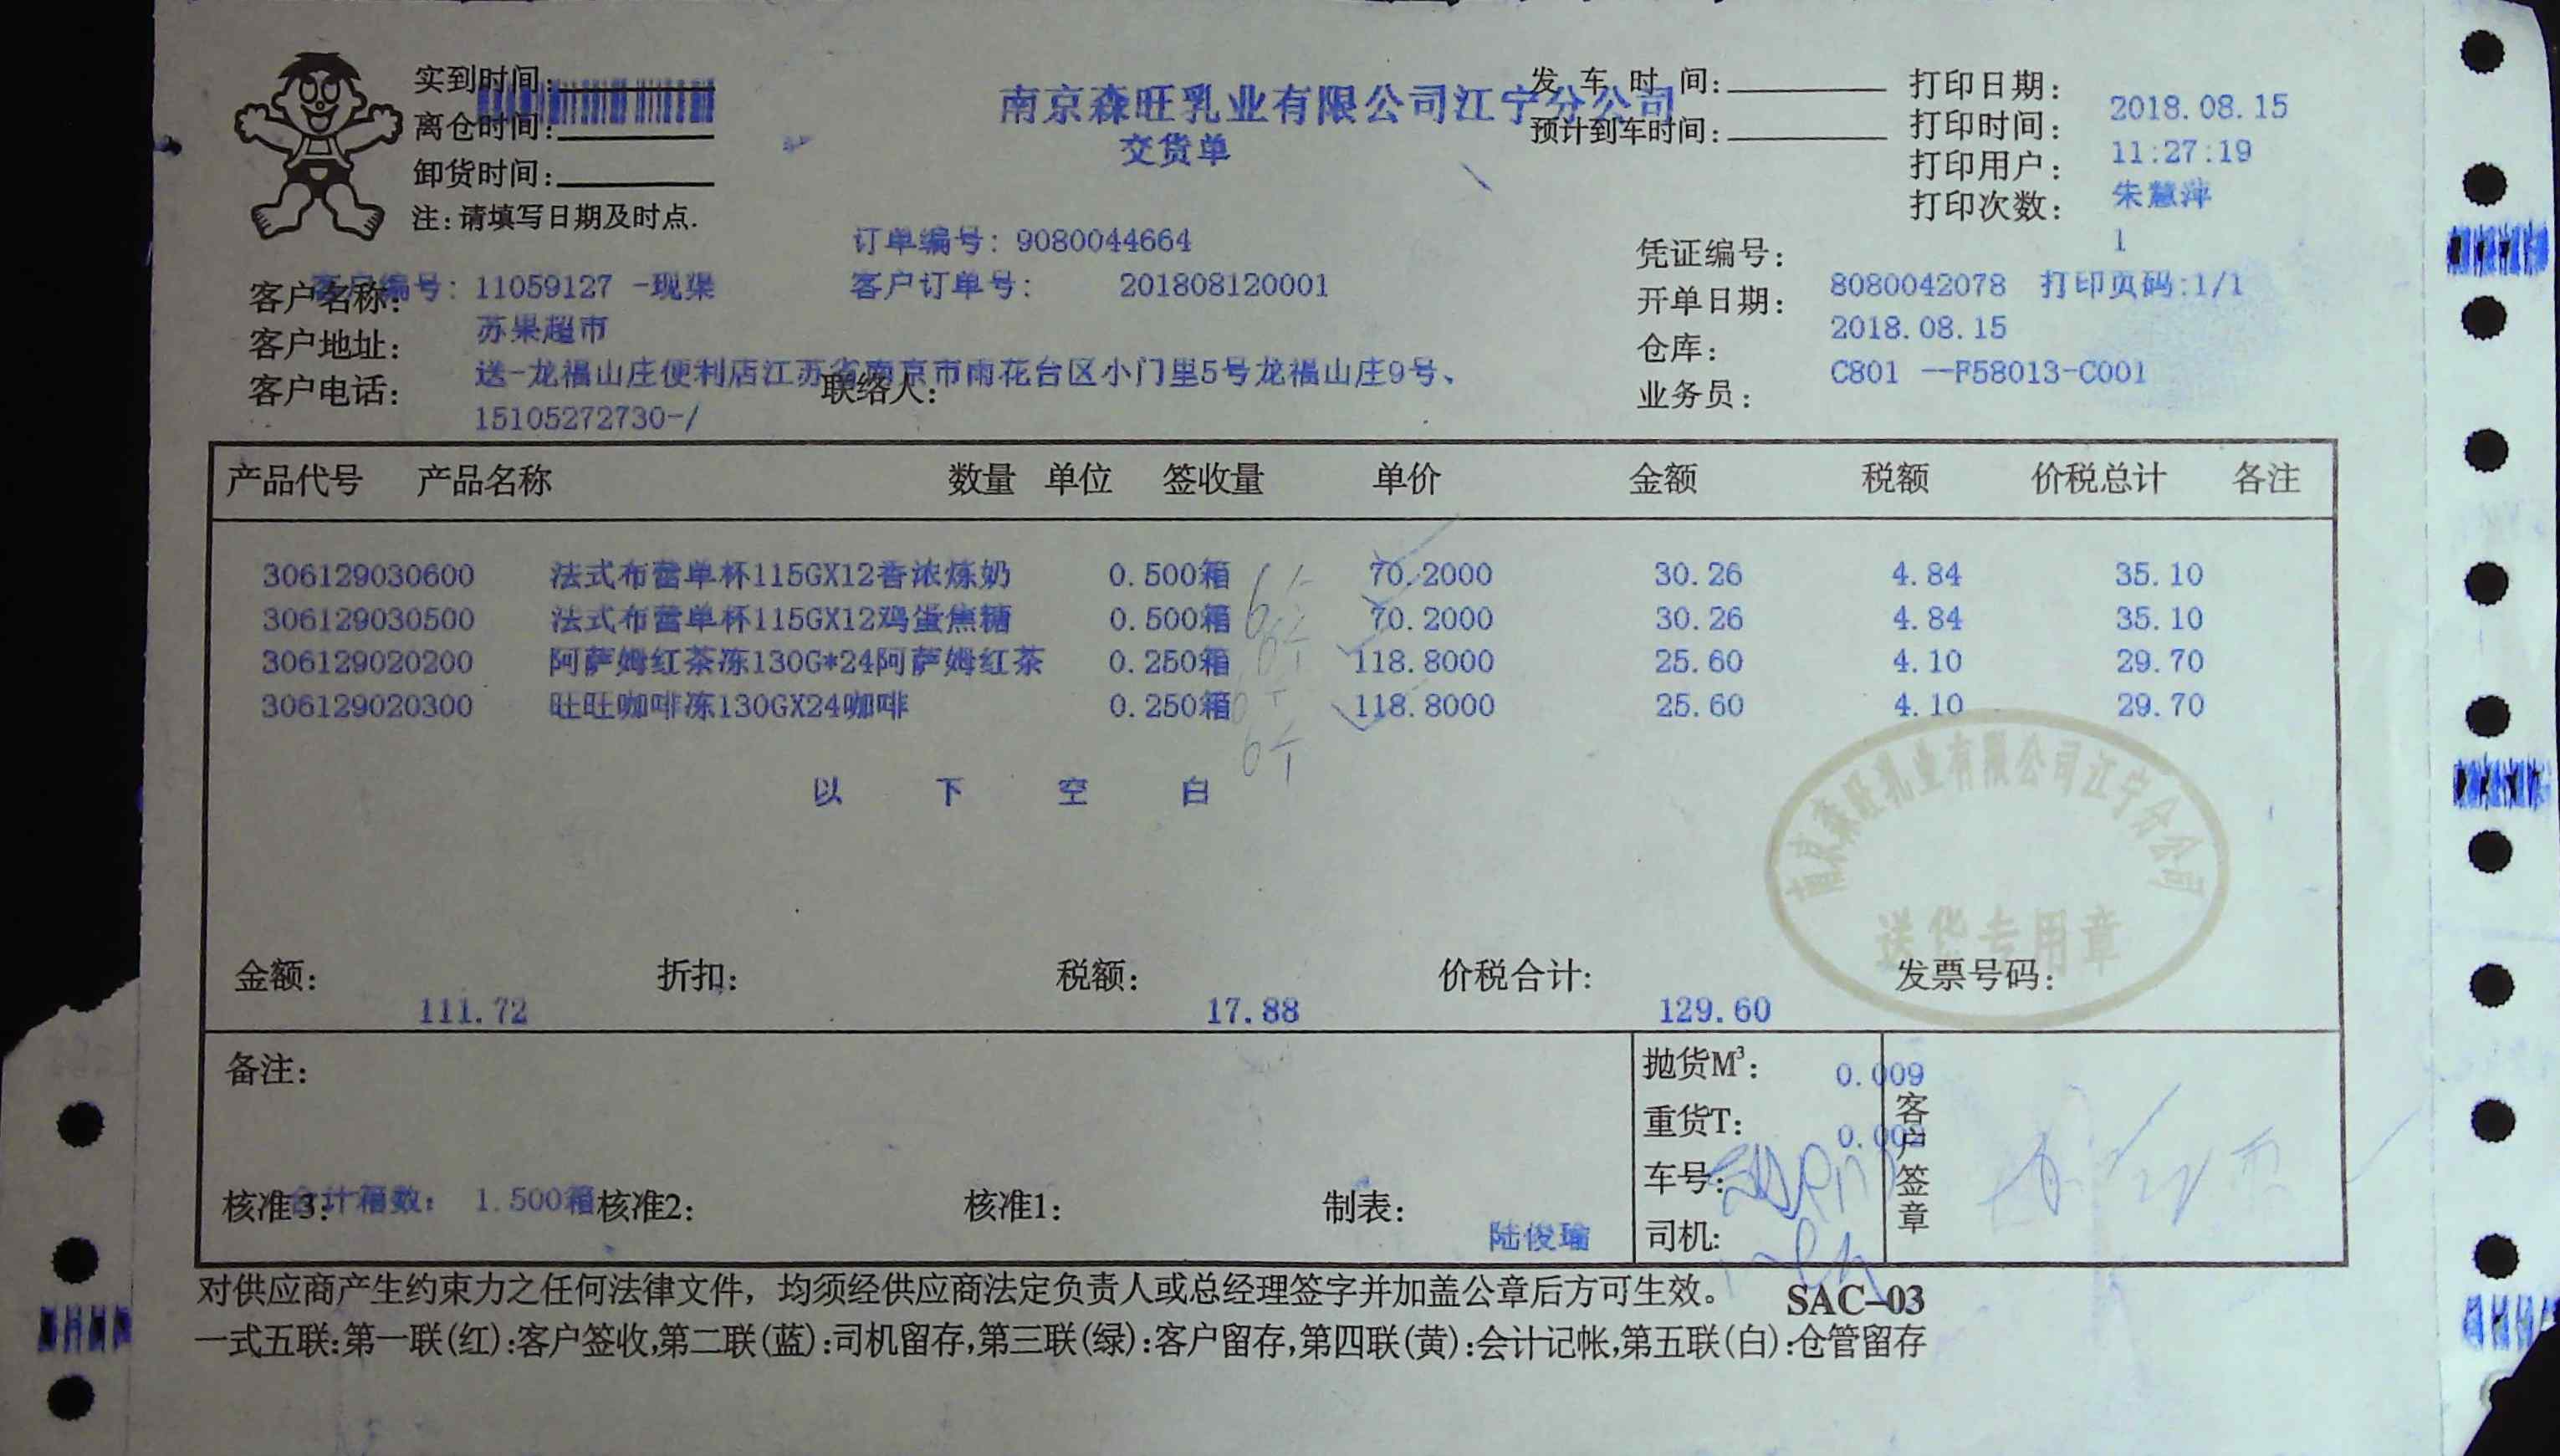 实到时间:
离仓时间:
卸货时间:
注:请填写日期及时点.
南京森旺乳业有限公司江宁分公司
交货单
发车时间:
预计到车时间:
打印日期: 2018.08.15
打印时间: 11:27:19
打印用户: 朱慧萍
打印次数: 1
订单编号: 9080044664
客户编号: 11059127 -现渠
客户订单号: 201808120001
凭证编号: 8080042078 打印页码:1/1
客户名称: 苏果超市
开单日期: 2018.08.15
客户地址: 送-龙福山庄便利店江苏省南京市雨花台区小门里5号龙福山庄9号、
仓库: C801 --F58013-C001
客户电话: 15105272730-/
联络人:
业务员:
产品代号 产品名称 数量 单位 签收量 单价 金额 税额 价税总计 各注
306129030600 法式布蕾单杯115GX12香浓炼奶 0.500箱 70.2000 30.26 4.84 35.10
306129030500 法式布蕾单杯115GX12鸡蛋焦糖 0.500箱 70.2000 30.26 4.84 35.10
306129020200 阿萨姆红茶冻130G*24阿萨姆红茶 0.250箱 118.8000 25.60 4.10 29.70
306129020300 旺旺咖啡冻130GX24咖啡 0.250箱 118.8000 25.60 4.10 29.70
6个
以下空白
南京森旺乳业有限公司江宁分公司
送货专用章
金额: 111.72 折扣: 税额: 17.88 价税合计: 129.60 发票号码:
备注:
抛货M³: 0.009
重货T:
车号:
司机:
客户签章
合计箱数: 1.500箱
核准3: 核准2: 核准1: 制表: 陆俊瑜
对供应商产生约束力之任何法律文件，均须经供应商法定负责人或总经理签字并加盖公章后方可生效。 SAC-03
一式五联:第一联(红):客户签收,第二联(蓝):司机留存,第三联(绿):客户留存,第四联(黄):会计记帐,第五联(白):仓管留存